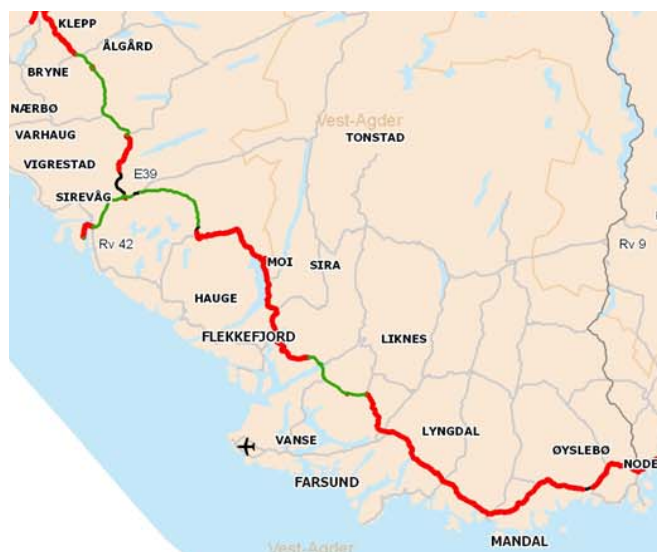 KLEPP
ÅLGÅRD
BRYNE
NÆRBØ
Vest-Agder
VARHAUG
TONSTAD
VIGRESTAD
E39
SIREVÅG
Rv 42
Rv 9
MOI
SIRA
HAUGE
FLEKKEFJORD
LIKNES
VANSE
LYNGDAL
ØYSLEBØ
NODE
FARSUND
MANDAL
Vest-Agder